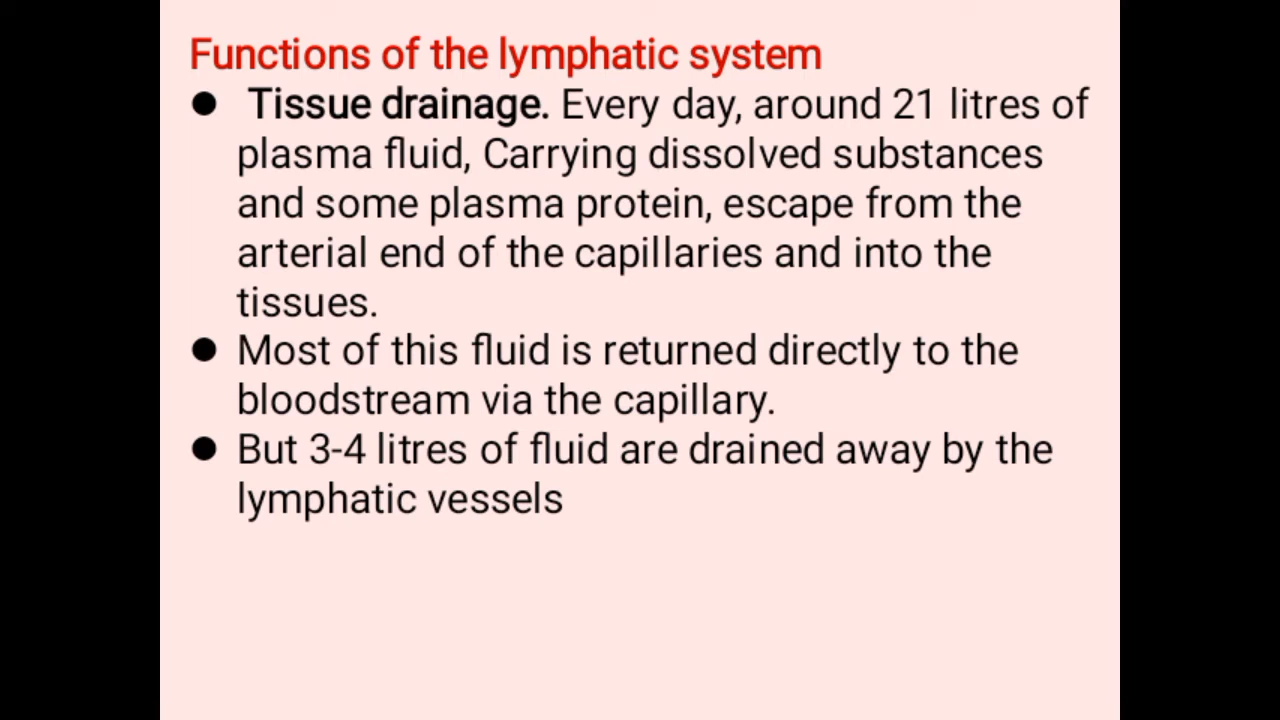 Functions of the lymphatic system
● Tissue drainage. Every day, around 21 litres of
plasma fluid, Carrying dissolved substances
and some plasma protein, escape from the
arterial end of the capillaries and into the
tissues.
● Most of this fluid is returned directly to the
bloodstream via the capillary.
● But 3-4 litres of fluid are drained away by the
lymphatic vessels